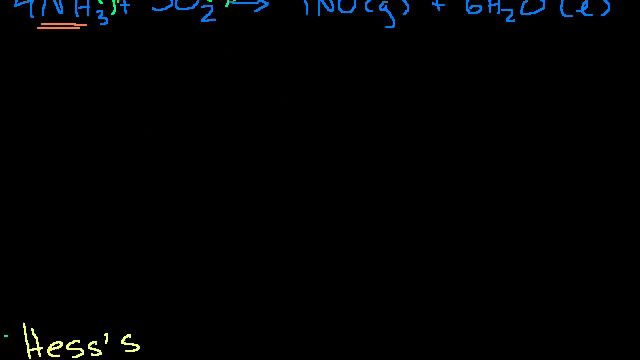 4NH₃ + 5O₂ → 4NO(g) + 6H₂O(l)
Hess's